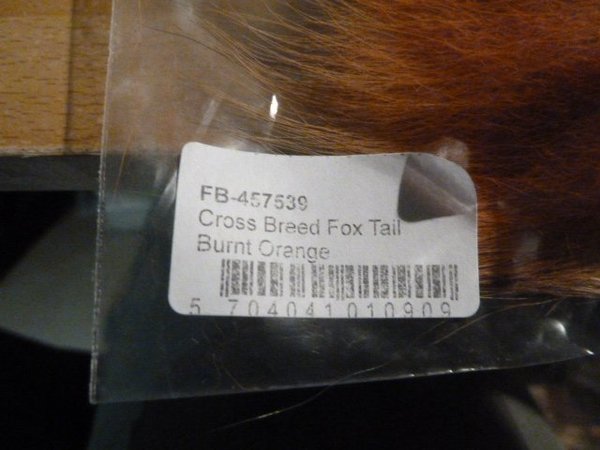 FB-457539
Cross Breed Fox Tail
Burnt Orange
5 704041 010909